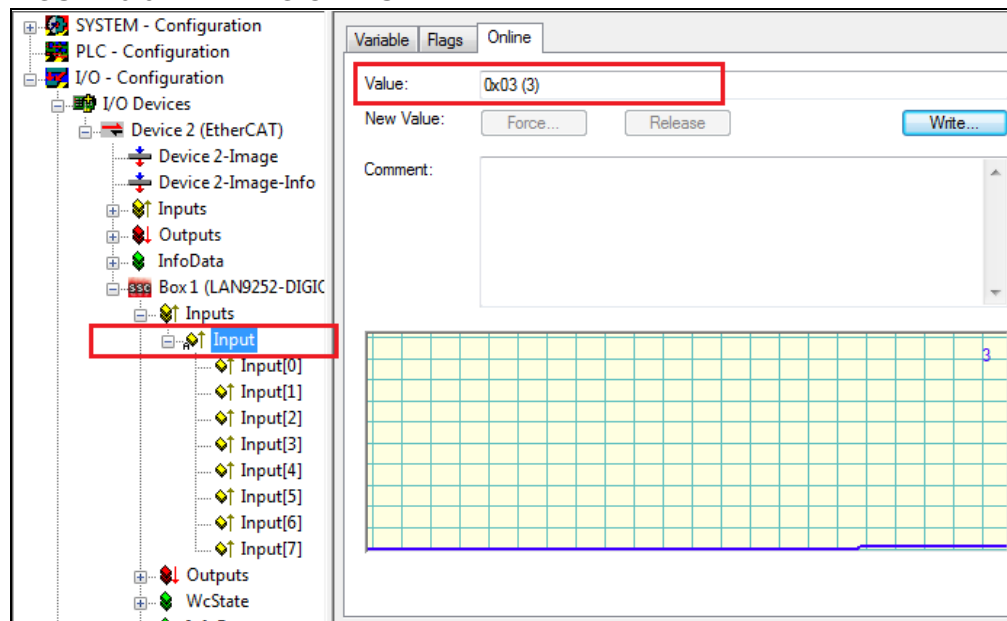 SYSTEM - Configuration
PLC - Configuration
I/O - Configuration
I/O Devices
Device 2 (EtherCAT)
Device 2-Image
Device 2-Image-Info
Inputs
Outputs
InfoData
Box 1 (LAN9252-DIGIO
Inputs
Input
Input[0]
Input[1]
Input[2]
Input[3]
Input[4]
Input[5]
Input[6]
Input[7]
Outputs
WcState
Variable Flags Online
Value: 0x03 (3)
New Value: Force... Release Write...
Comment:
3